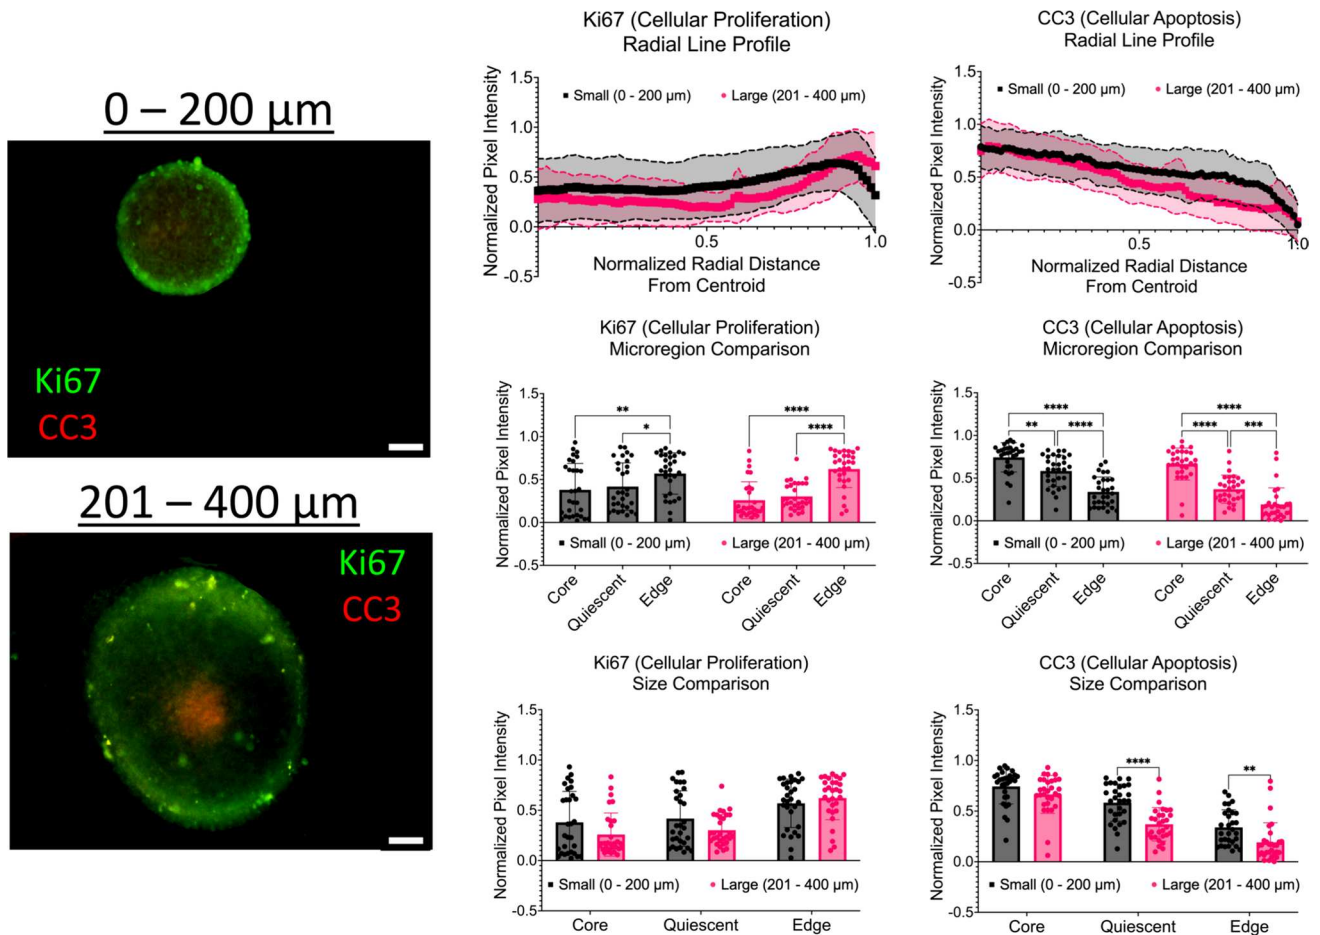 0 – 200 µm
Ki67
CC3
201 – 400 µm
Ki67
CC3
Ki67 (Cellular Proliferation)
Radial Line Profile
Normalized Pixel Intensity
1.5
1.0
0.5
0.0
-0.5
Small (0 - 200 µm)
Large (201 - 400 µm)
0.5
1.0
Normalized Radial Distance
From Centroid
CC3 (Cellular Apoptosis)
Radial Line Profile
Normalized Pixel Intensity
1.5
1.0
0.5
0.0
-0.5
Small (0 - 200 µm)
Large (201 - 400 µm)
0.5
1.0
Normalized Radial Distance
From Centroid
Ki67 (Cellular Proliferation)
Microregion Comparison
Normalized Pixel Intensity
1.5
1.0
0.5
0.0
-0.5
**
*
****
****
Small (0 - 200 µm)
Large (201 - 400 µm)
Core
Quiescent
Edge
Core
Quiescent
Edge
CC3 (Cellular Apoptosis)
Microregion Comparison
Normalized Pixel Intensity
1.5
1.0
0.5
0.0
-0.5
****
**
****
****
****
***
Small (0 - 200 µm)
Large (201 - 400 µm)
Core
Quiescent
Edge
Core
Quiescent
Edge
Ki67 (Cellular Proliferation)
Size Comparison
Normalized Pixel Intensity
1.5
1.0
0.5
0.0
-0.5
Small (0 - 200 µm)
Large (201 - 400 µm)
Core
Quiescent
Edge
CC3 (Cellular Apoptosis)
Size Comparison
Normalized Pixel Intensity
1.5
1.0
0.5
0.0
-0.5
****
**
Small (0 - 200 µm)
Large (201 - 400 µm)
Core
Quiescent
Edge